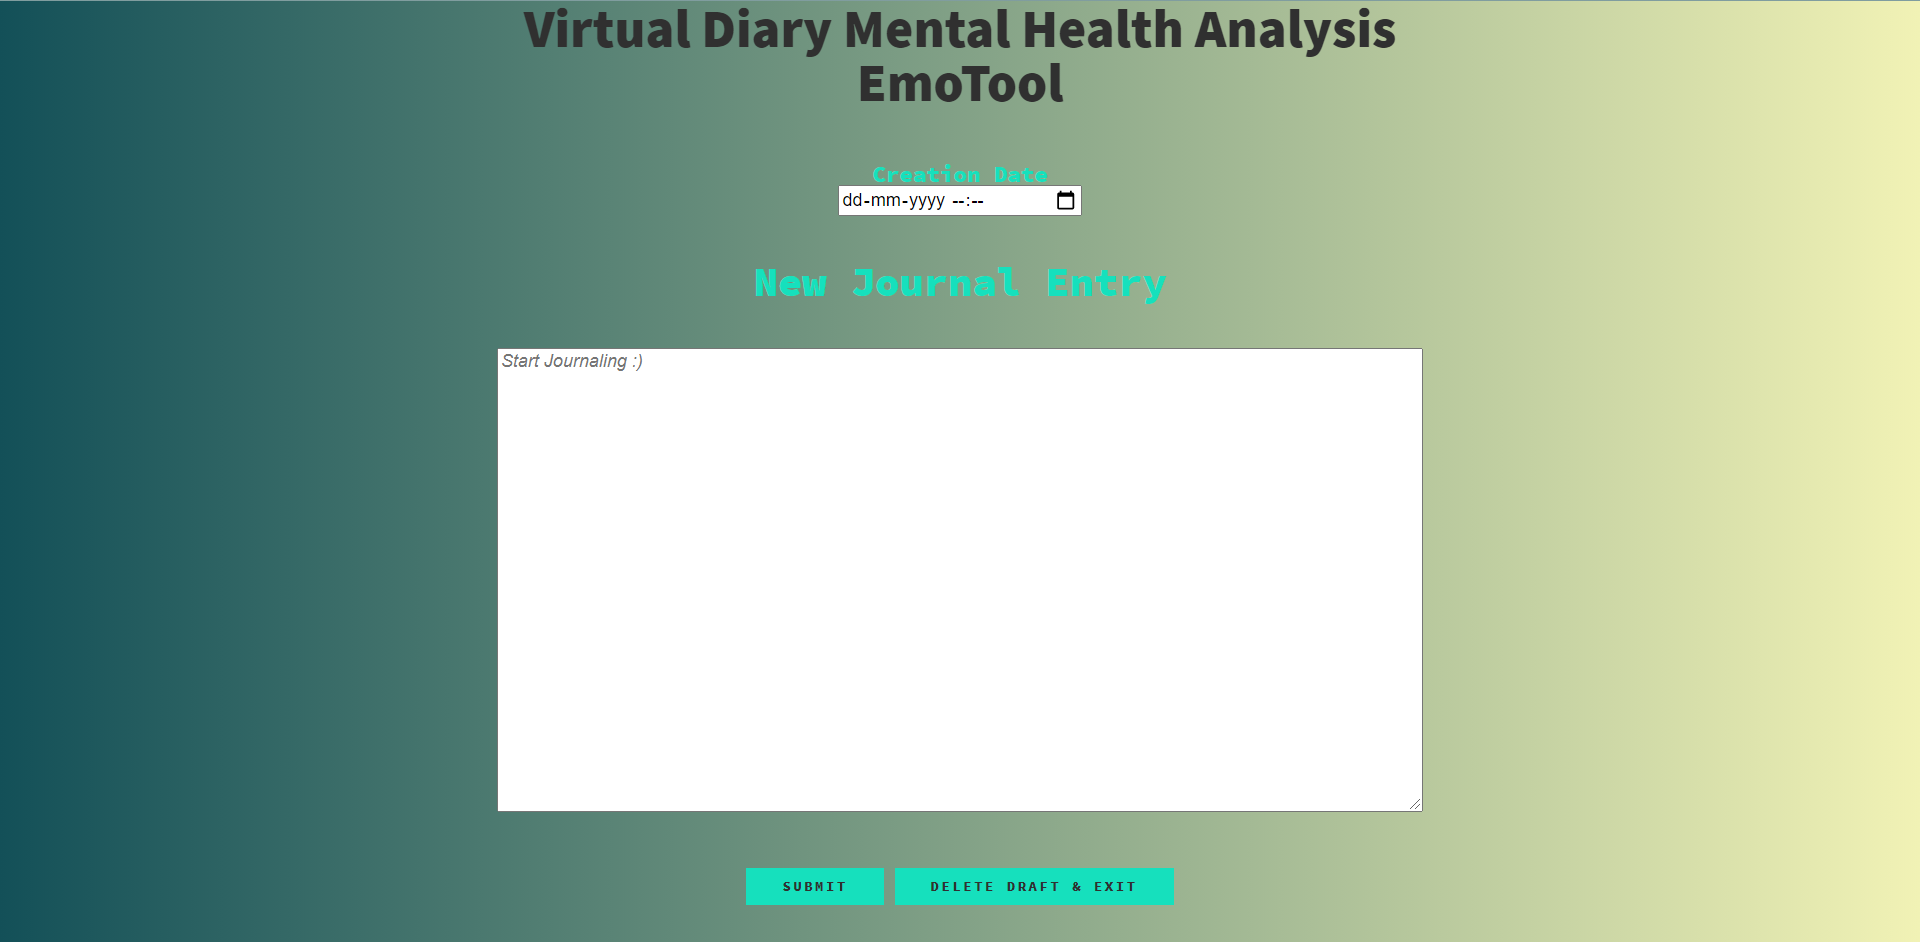 Virtual Diary Mental Health Analysis
EmoTool
Creation Date
dd-mm-yyyy --:--
New Journal Entry
Start Journaling :)
SUBMIT
DELETE DRAFT & EXIT